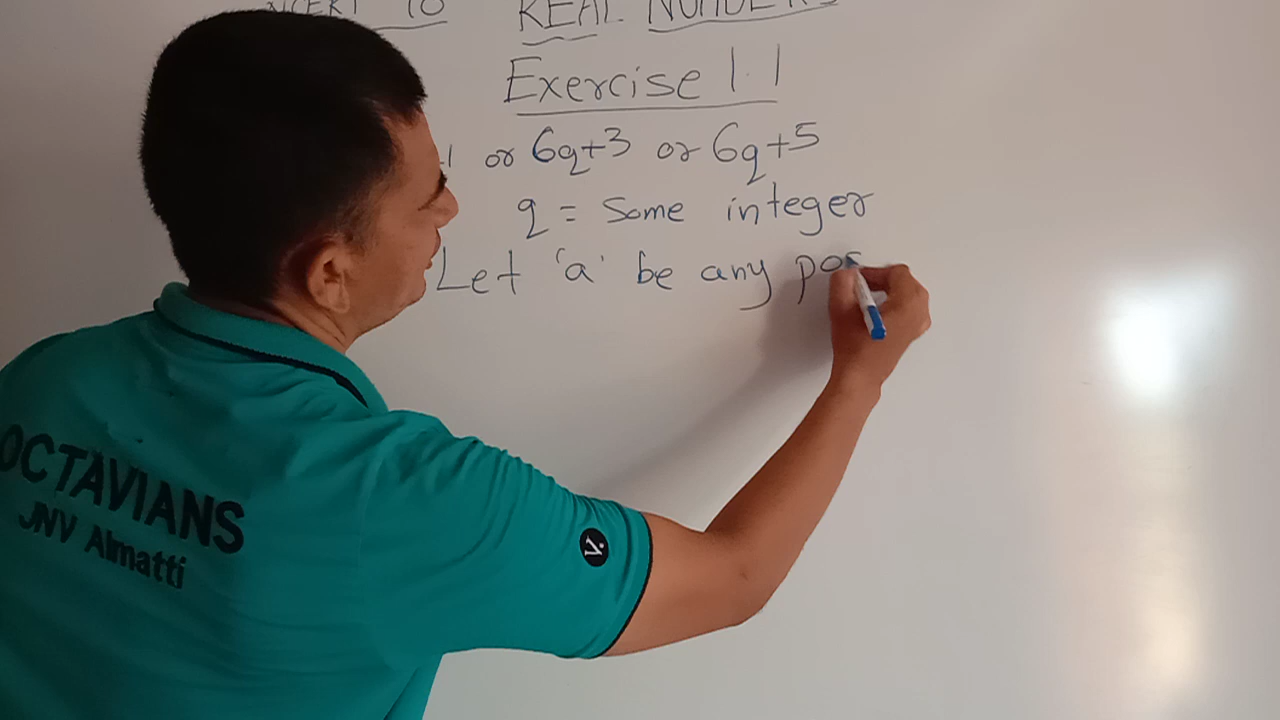 NCERT 10 REAL NUMBERS
Exercise 1.1
1 or 6q+3 or 6q+5
q = Some integer
Let 'a' be any pos
OCTAVIANS
JNV Almatti
V.